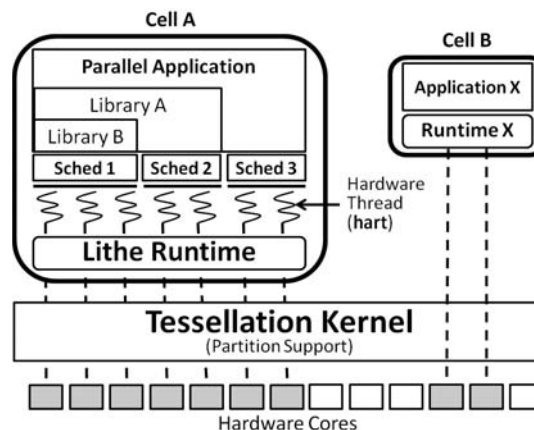 Cell A
Parallel Application
Library A
Library B
Sched 1
Sched 2
Sched 3
Lithe Runtime
Hardware
Thread
(hart)
Cell B
Application X
Runtime X
Tessellation Kernel
(Partition Support)
Hardware Cores